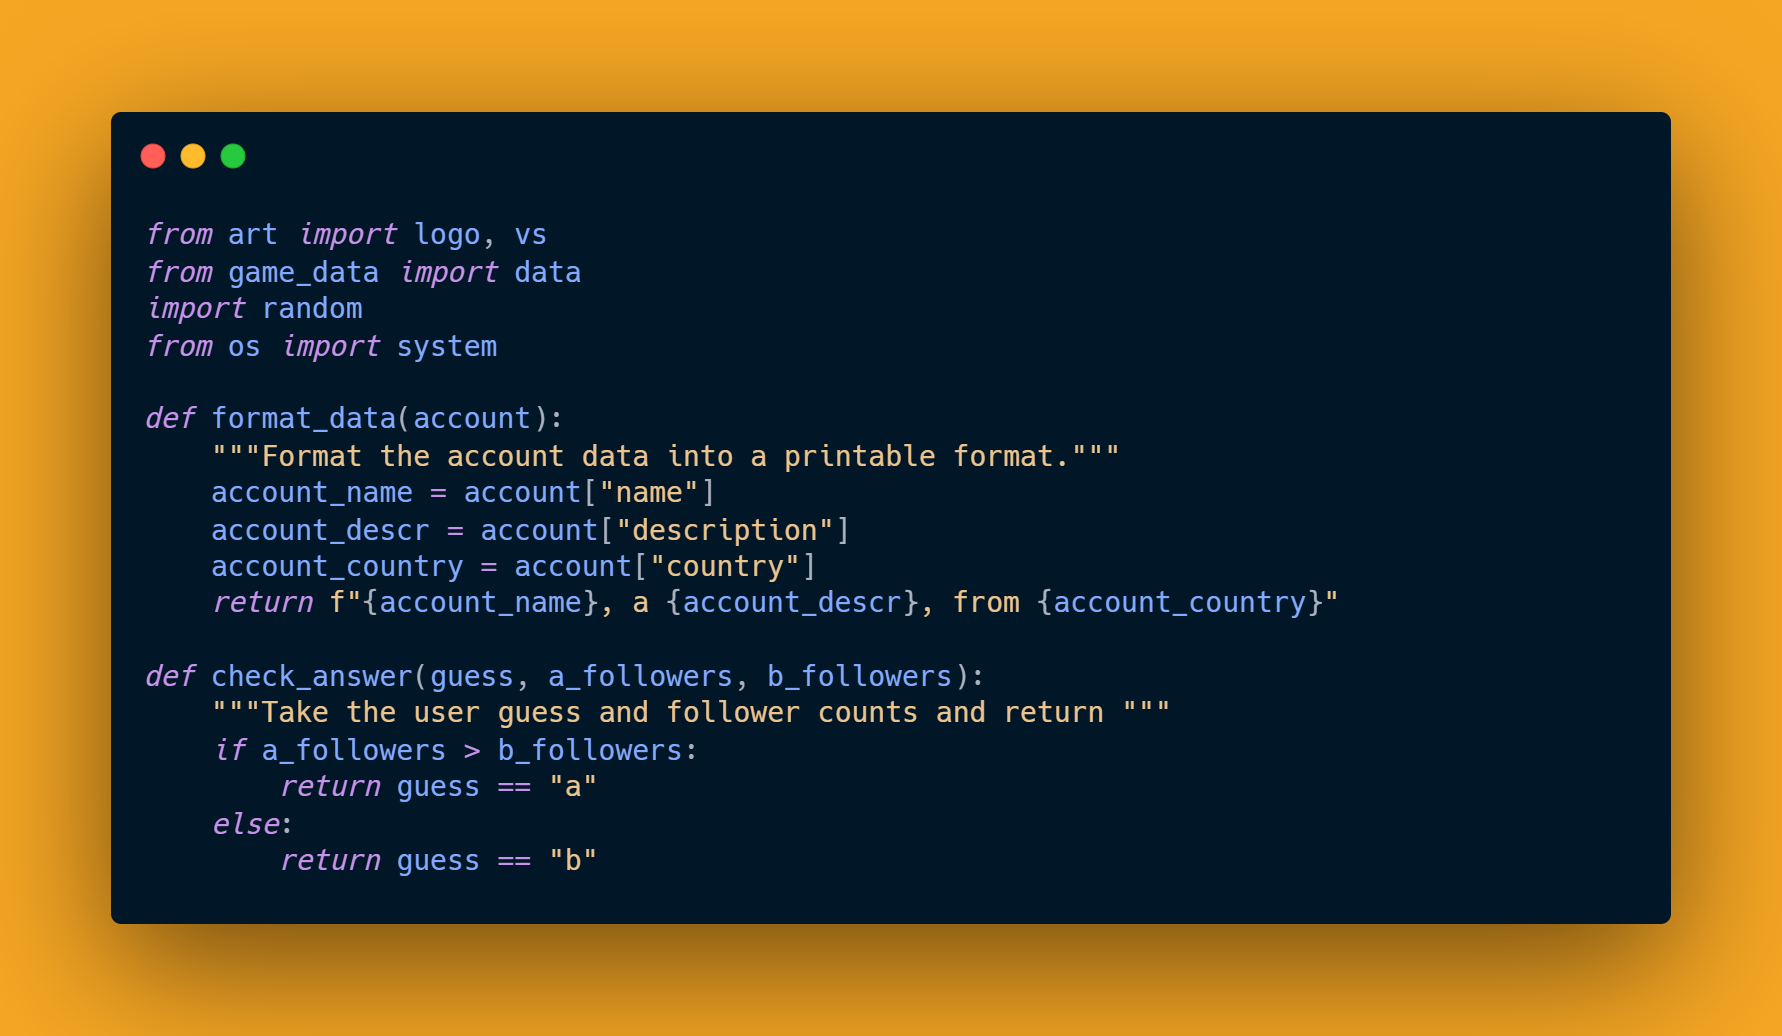 from art import logo, vs
from game_data import data
import random
from os import system

def format_data(account):
    """Format the account data into a printable format."""
    account_name = account["name"]
    account_descr = account["description"]
    account_country = account["country"]
    return f"{account_name}, a {account_descr}, from {account_country}"

def check_answer(guess, a_followers, b_followers):
    """Take the user guess and follower counts and return """
    if a_followers > b_followers:
        return guess == "a"
    else:
        return guess == "b"